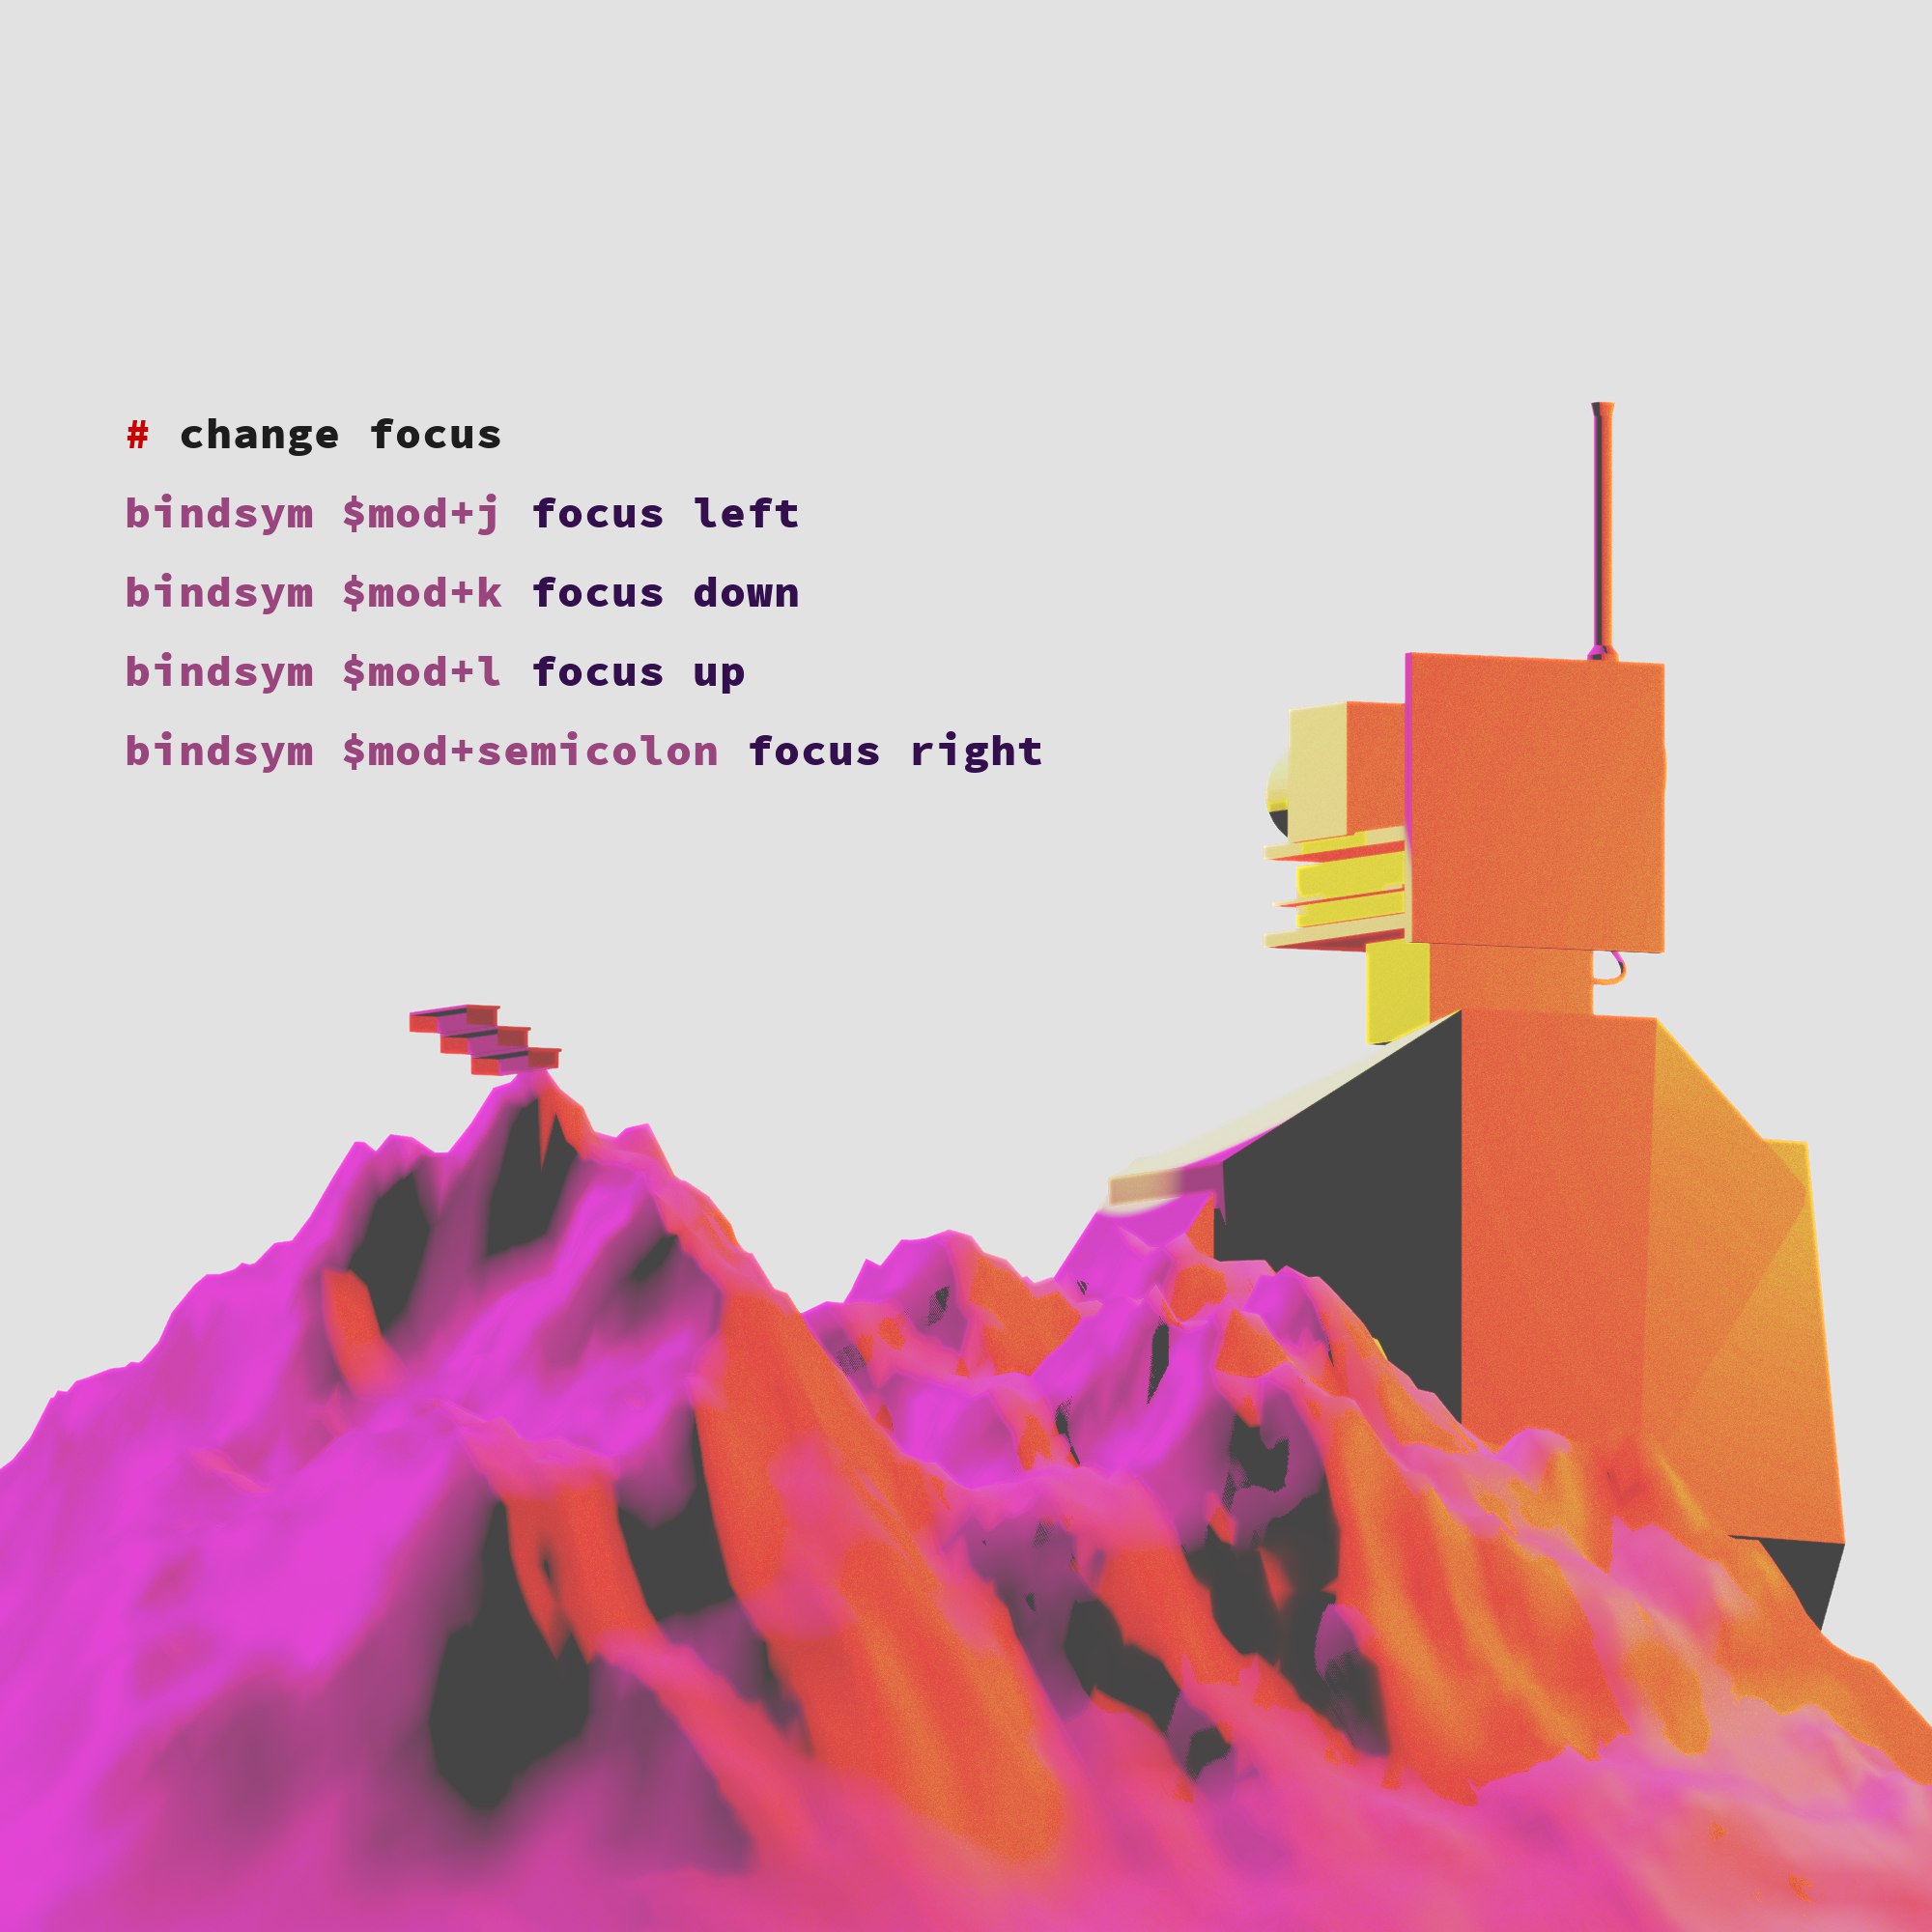 # change focus
bindsym $mod+j focus left
bindsym $mod+k focus down
bindsym $mod+l focus up
bindsym $mod+semicolon focus right